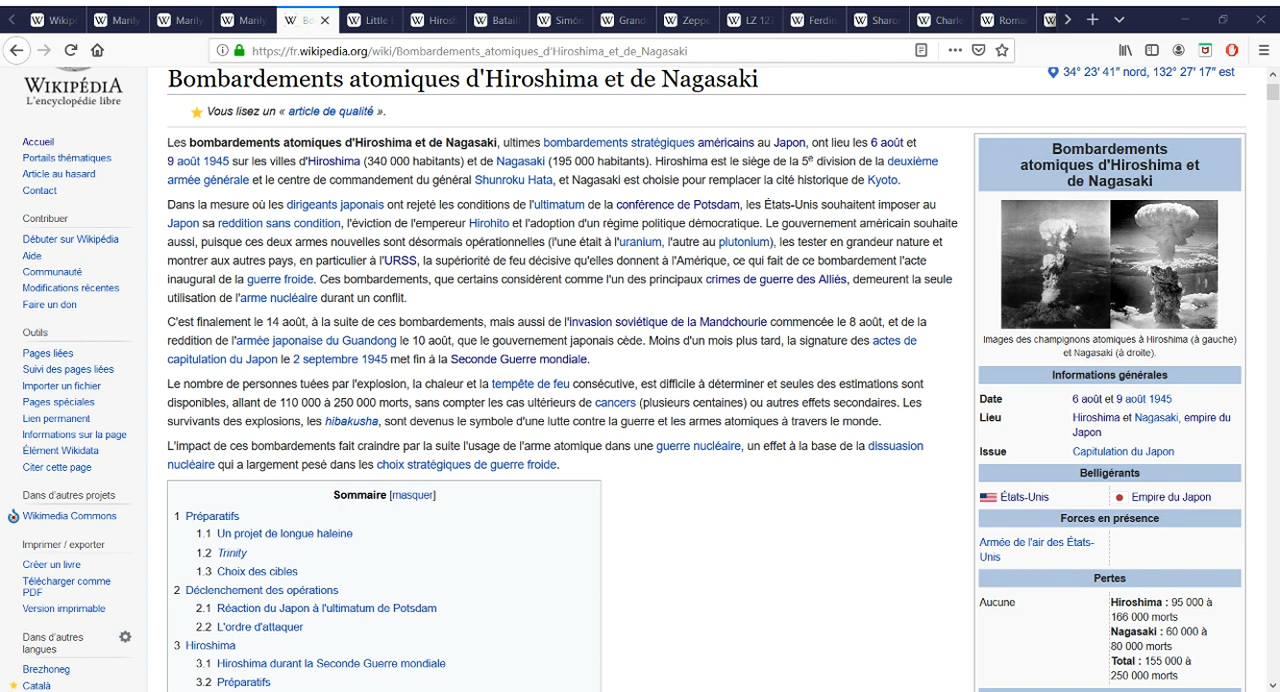 Wikip
Marily
Marily
Marily
Bo
Little
Hirosh
Batail
Simón
Grand
Zeppe
LZ 12
Ferdin
Sharo
Charle
Roma
https://fr.wikipedia.org/wiki/Bombardements_atomiques_d'Hiroshima_et_de_Nagasaki
WIKIPÉDIA
L'encyclopédie libre
Accueil
Portails thématiques
Article au hasard
Contact
Contribuer
Débuter sur Wikipédia
Aide
Communauté
Modifications récentes
Faire un don
Outils
Pages liées
Suivi des pages liées
Importer un fichier
Pages spéciales
Lien permanent
Informations sur la page
Élément Wikidata
Citer cette page
Dans d'autres projets
Wikimedia Commons
Imprimer / exporter
Créer un livre
Télécharger comme
PDF
Version imprimable
Dans d'autres
langues
Brezhoneg
Català
Bombardements atomiques d'Hiroshima et de Nagasaki
34° 23′ 41″ nord, 132° 27′ 17″ est
Vous lisez un « article de qualité ».
Les bombardements atomiques d'Hiroshima et de Nagasaki, ultimes bombardements stratégiques américains au Japon, ont lieu les 6 août et
9 août 1945 sur les villes d'Hiroshima (340 000 habitants) et de Nagasaki (195 000 habitants). Hiroshima est le siège de la 5e division de la deuxième
armée générale et le centre de commandement du général Shunroku Hata, et Nagasaki est choisie pour remplacer la cité historique de Kyoto.
Dans la mesure où les dirigeants japonais ont rejeté les conditions de l'ultimatum de la conférence de Potsdam, les États-Unis souhaitent imposer au
Japon sa reddition sans condition, l'éviction de l'empereur Hirohito et l'adoption d'un régime politique démocratique. Le gouvernement américain souhaite
aussi, puisque ces deux armes nouvelles sont désormais opérationnelles (l'une était à l'uranium, l'autre au plutonium), les tester en grandeur nature et
montrer aux autres pays, en particulier à l'URSS, la supériorité de feu décisive qu'elles donnent à l'Amérique, ce qui fait de ce bombardement l'acte
inaugural de la guerre froide. Ces bombardements, que certains considèrent comme l'un des principaux crimes de guerre des Alliés, demeurent la seule
utilisation de l'arme nucléaire durant un conflit.
C'est finalement le 14 août, à la suite de ces bombardements, mais aussi de l'invasion soviétique de la Mandchourie commencée le 8 août, et de la
reddition de l'armée japonaise du Guandong le 10 août, que le gouvernement japonais cède. Moins d'un mois plus tard, la signature des actes de
capitulation du Japon le 2 septembre 1945 met fin à la Seconde Guerre mondiale.
Le nombre de personnes tuées par l'explosion, la chaleur et la tempête de feu consécutive, est difficile à déterminer et seules des estimations sont
disponibles, allant de 110 000 à 250 000 morts, sans compter les cas ultérieurs de cancers (plusieurs centaines) ou autres effets secondaires. Les
survivants des explosions, les hibakusha, sont devenus le symbole d'une lutte contre la guerre et les armes atomiques à travers le monde.
L'impact de ces bombardements fait craindre par la suite l'usage de l'arme atomique dans une guerre nucléaire, un effet à la base de la dissuasion
nucléaire qui a largement pesé dans les choix stratégiques de guerre froide.
Sommaire [masquer]
1 Préparatifs
1.1 Un projet de longue haleine
1.2 Trinity
1.3 Choix des cibles
2 Déclenchement des opérations
2.1 Réaction du Japon à l'ultimatum de Potsdam
2.2 L'ordre d'attaquer
3 Hiroshima
3.1 Hiroshima durant la Seconde Guerre mondiale
3.2 Préparatifs
Bombardements
atomiques d'Hiroshima et
de Nagasaki
Images des champignons atomiques à Hiroshima (à gauche)
et Nagasaki (à droite).
Informations générales
Date 6 août et 9 août 1945
Lieu Hiroshima et Nagasaki, empire du
Japon
Issue Capitulation du Japon
Belligérants
États-Unis Empire du Japon
Forces en présence
Armée de l'air des États-
Unis
Pertes
Aucune
Hiroshima : 95 000 à
166 000 morts
Nagasaki : 60 000 à
80 000 morts
Total : 155 000 à
250 000 morts